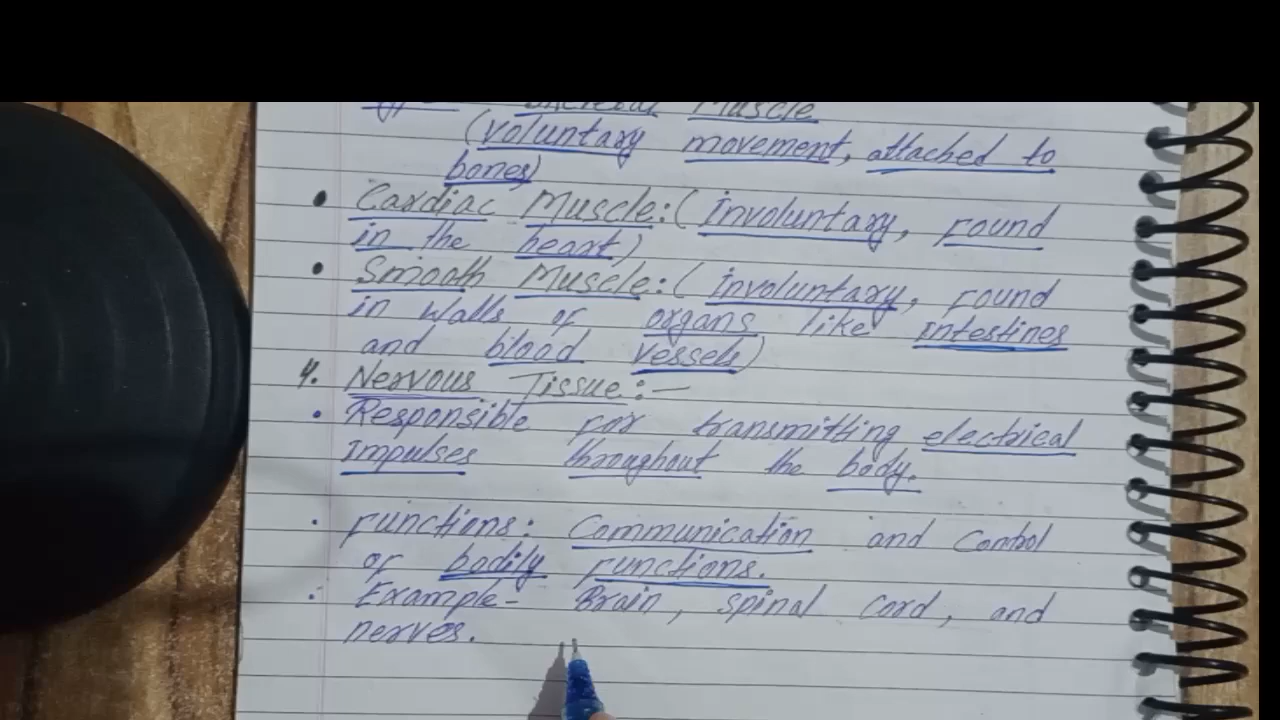 Skeletal Muscle
(voluntary movement, attached to
bones)
• Cardiac Muscle:( involuntary, found
in the heart)
• Smooth Muscle:( involuntary, found
in walls of organs like intestines
and blood vessels)
4. Nervous Tissue:-
• Responsible for transmitting electrical
Impulses throughout the body.
• Functions: Communication and Control
of bodily functions.
• Example- Brain, spinal cord, and
nerves.